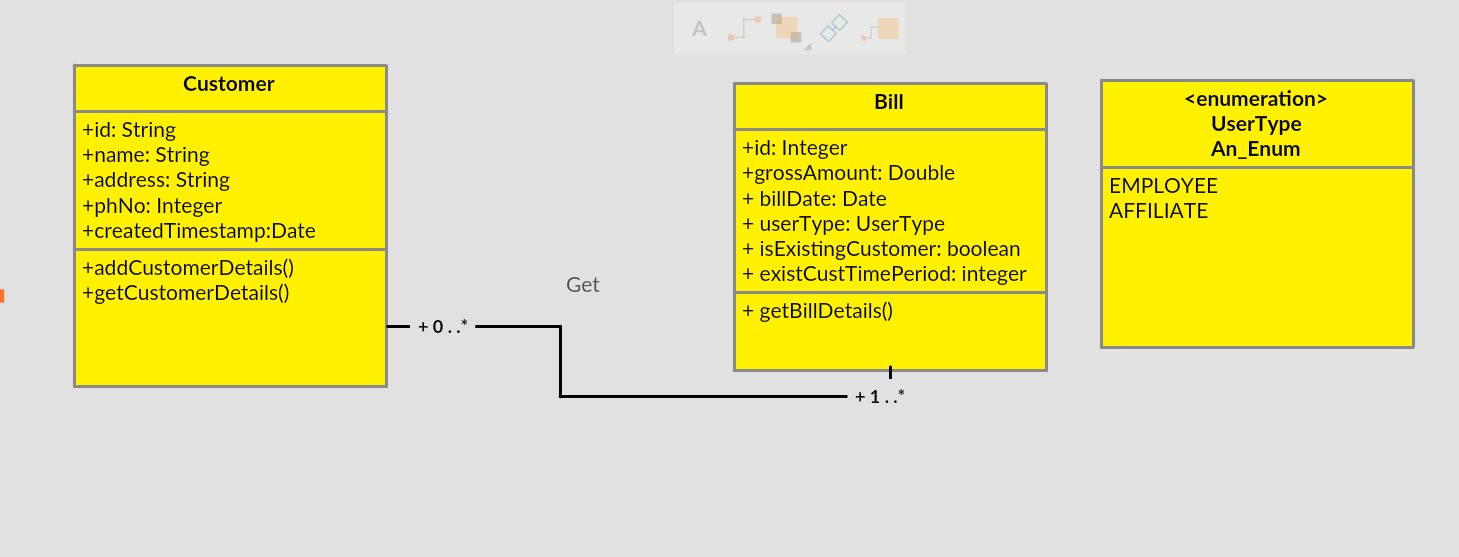 A
Customer
+id: String
+name: String
+address: String
+phNo: Integer
+createdTimestamp:Date
+addCustomerDetails()
+getCustomerDetails()
Get
+ 0 . .*
Bill
+id: Integer
+grossAmount: Double
+ billDate: Date
+ userType: UserType
+ isExistingCustomer: boolean
+ existCustTimePeriod: integer
+ getBillDetails()
+ 1 . .*
<enumeration>
UserType
An_Enum
EMPLOYEE
AFFILIATE